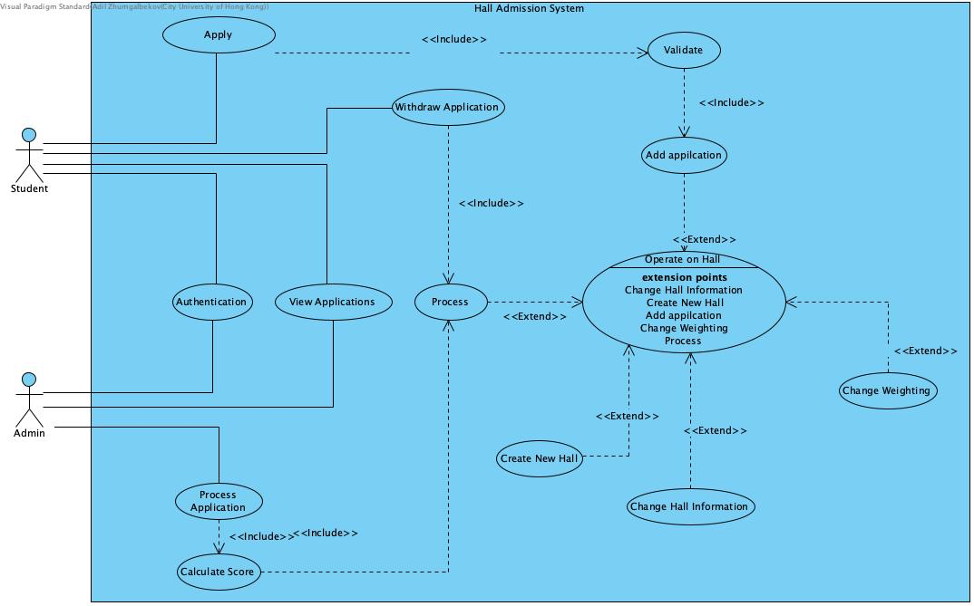 Visual Paradigm Standard(Adil Zhumgalbekov(City University of Hong Kong))
Hall Admission System
Apply
<<Include>>
Validate
Withdraw Application
<<Include>>
Student
Add appilcation
<<Include>>
<<Extend>>
Operate on Hall
extension points
Change Hall Information
Create New Hall
Add appilcation
Change Weighting
Process
Authentication
View Applications
Process
<<Extend>>
<<Extend>>
Change Weighting
Admin
<<Extend>>
<<Extend>>
Create New Hall
Process
Application
Change Hall Information
<<Include>>
<<Include>>
Calculate Score